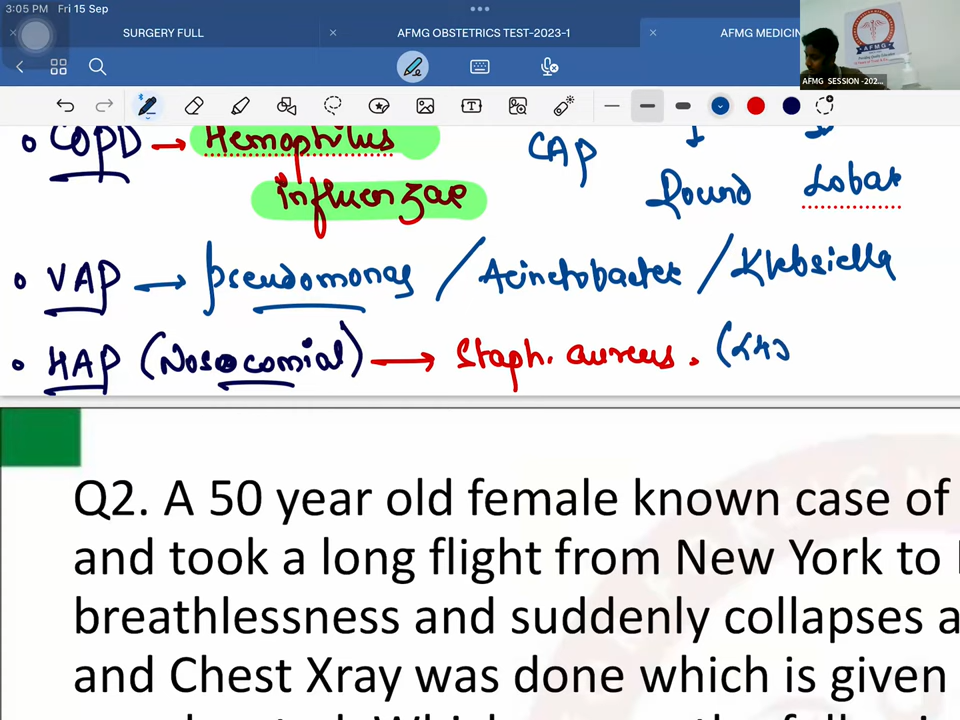 3:05 PM Fri 15 Sep
SURGERY FULL
AFMG OBSTETRICS TEST-2023-1
AFMG MEDICIN
AFMG
AFMG SESSION -202...
• COPD → Hemophilus
influenzae
CAP
Round
Lobar
• VAP → pseudomonas / Acinetobacter / Klebsiella
• HAP (Nosocomial) → Staph. aureus.
Q2. A 50 year old female known case of
and took a long flight from New York to
breathlessness and suddenly collapses a
and Chest Xray was done which is given